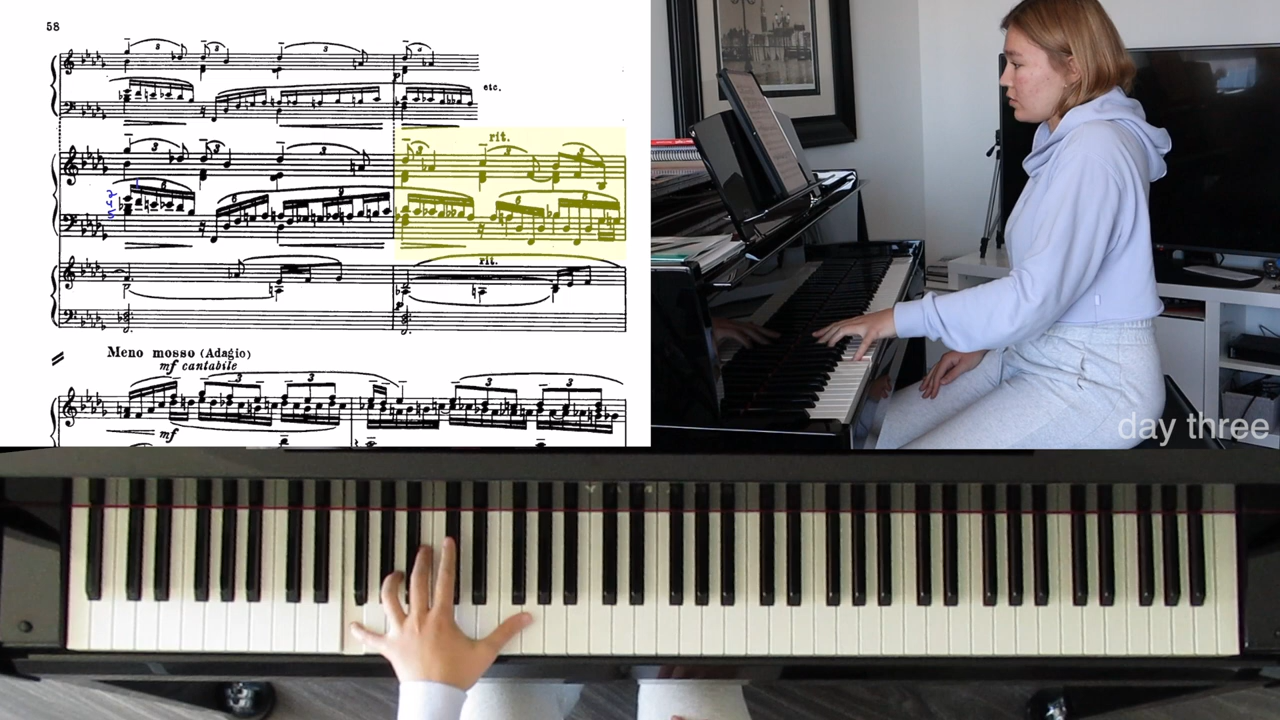 58
etc.
rit.
rit.
Meno mosso (Adagio)
mf cantabile
mf
day three